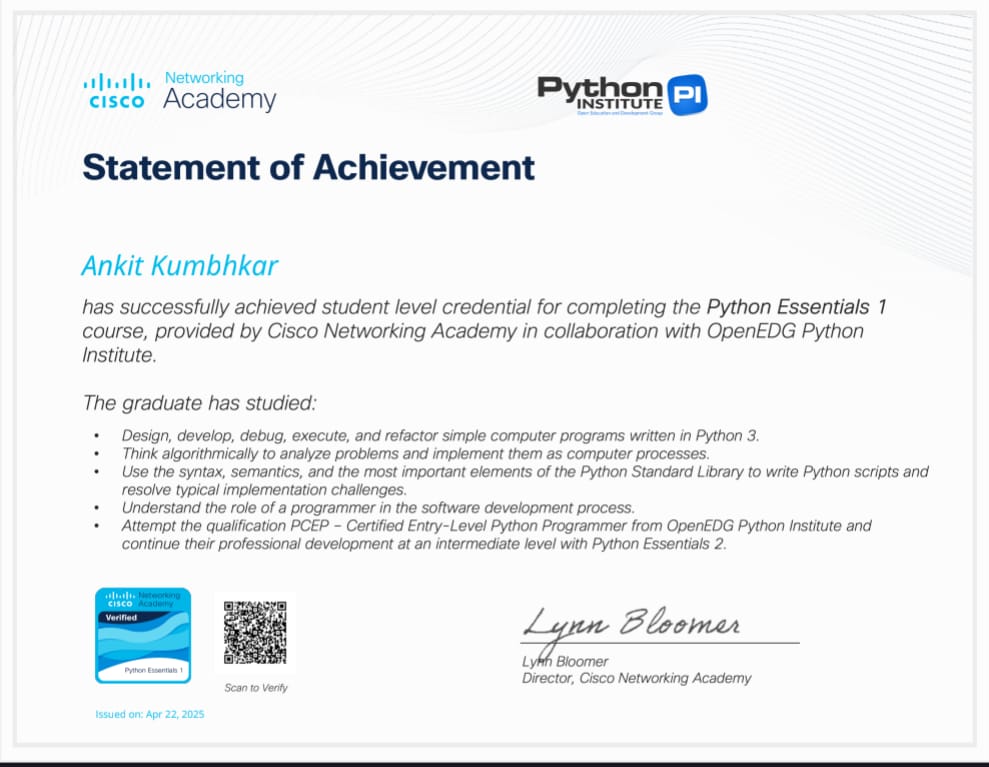 Networking
CISCO Academy
Python
INSTITUTE
PI
Open Education and Development Group
Statement of Achievement
Ankit Kumbhkar
has successfully achieved student level credential for completing the Python Essentials 1
course, provided by Cisco Networking Academy in collaboration with OpenEDG Python
Institute.
The graduate has studied:
• Design, develop, debug, execute, and refactor simple computer programs written in Python 3.
• Think algorithmically to analyze problems and implement them as computer processes.
• Use the syntax, semantics, and the most important elements of the Python Standard Library to write Python scripts and
resolve typical implementation challenges.
• Understand the role of a programmer in the software development process.
• Attempt the qualification PCEP – Certified Entry-Level Python Programmer from OpenEDG Python Institute and
continue their professional development at an intermediate level with Python Essentials 2.
Networking
CISCO Academy
Verified
Python Essentials 1
Scan to Verify
Issued on: Apr 22, 2025
Lynn Bloomer
Lynn Bloomer
Director, Cisco Networking Academy